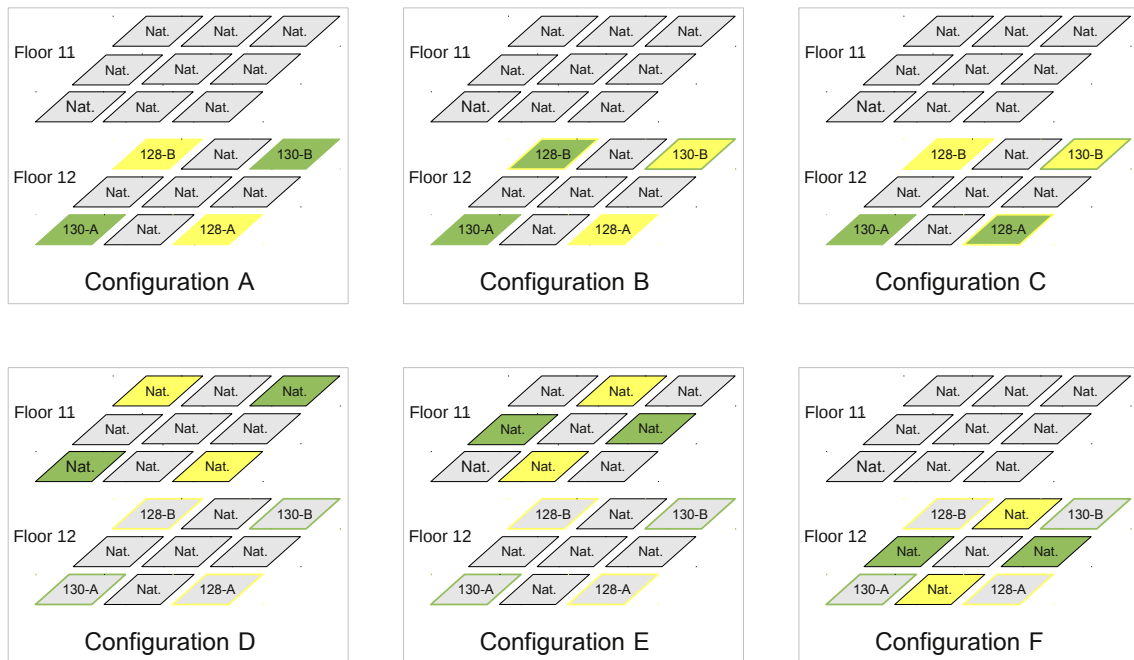 Nat. Nat. Nat.
Floor 11
Nat. Nat. Nat.
Nat. Nat. Nat.
128-B Nat. 130-B
Floor 12
Nat. Nat. Nat.
130-A Nat. 128-A
Configuration A
Nat. Nat. Nat.
Floor 11
Nat. Nat. Nat.
Nat. Nat. Nat.
128-B Nat. 130-B
Floor 12
Nat. Nat. Nat.
130-A Nat. 128-A
Configuration B
Nat. Nat. Nat.
Floor 11
Nat. Nat. Nat.
Nat. Nat. Nat.
128-B Nat. 130-B
Floor 12
Nat. Nat. Nat.
130-A Nat. 128-A
Configuration C
Nat. Nat. Nat.
Floor 11
Nat. Nat. Nat.
Nat. Nat. Nat.
128-B Nat. 130-B
Floor 12
Nat. Nat. Nat.
130-A Nat. 128-A
Configuration D
Nat. Nat. Nat.
Floor 11
Nat. Nat. Nat.
Nat. Nat. Nat.
128-B Nat. 130-B
Floor 12
Nat. Nat. Nat.
130-A Nat. 128-A
Configuration E
Nat. Nat. Nat.
Floor 11
Nat. Nat. Nat.
Nat. Nat. Nat.
128-B Nat. 130-B
Floor 12
Nat. Nat. Nat.
130-A Nat. 128-A
Configuration F